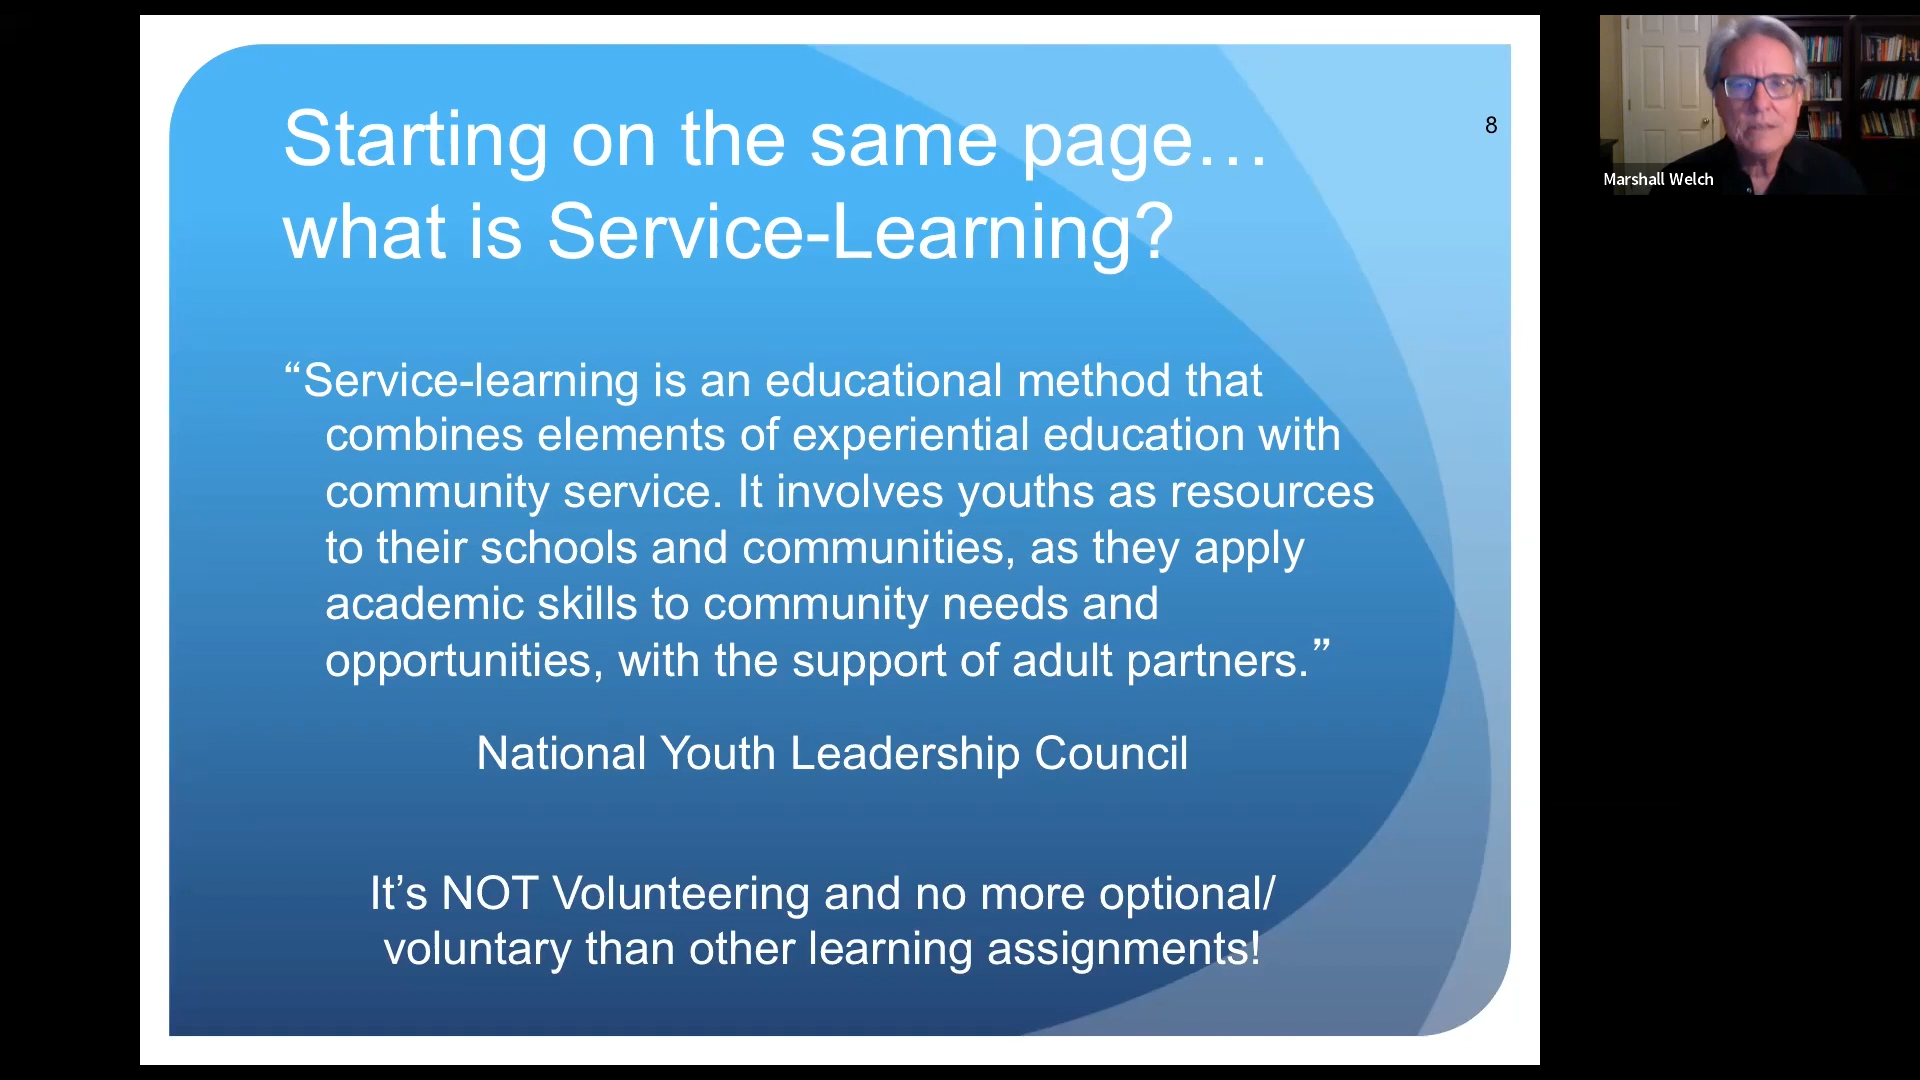 Starting on the same page…
what is Service-Learning?
8
“Service-learning is an educational method that
combines elements of experiential education with
community service. It involves youths as resources
to their schools and communities, as they apply
academic skills to community needs and
opportunities, with the support of adult partners.”
National Youth Leadership Council
It’s NOT Volunteering and no more optional/
voluntary than other learning assignments!
Marshall Welch